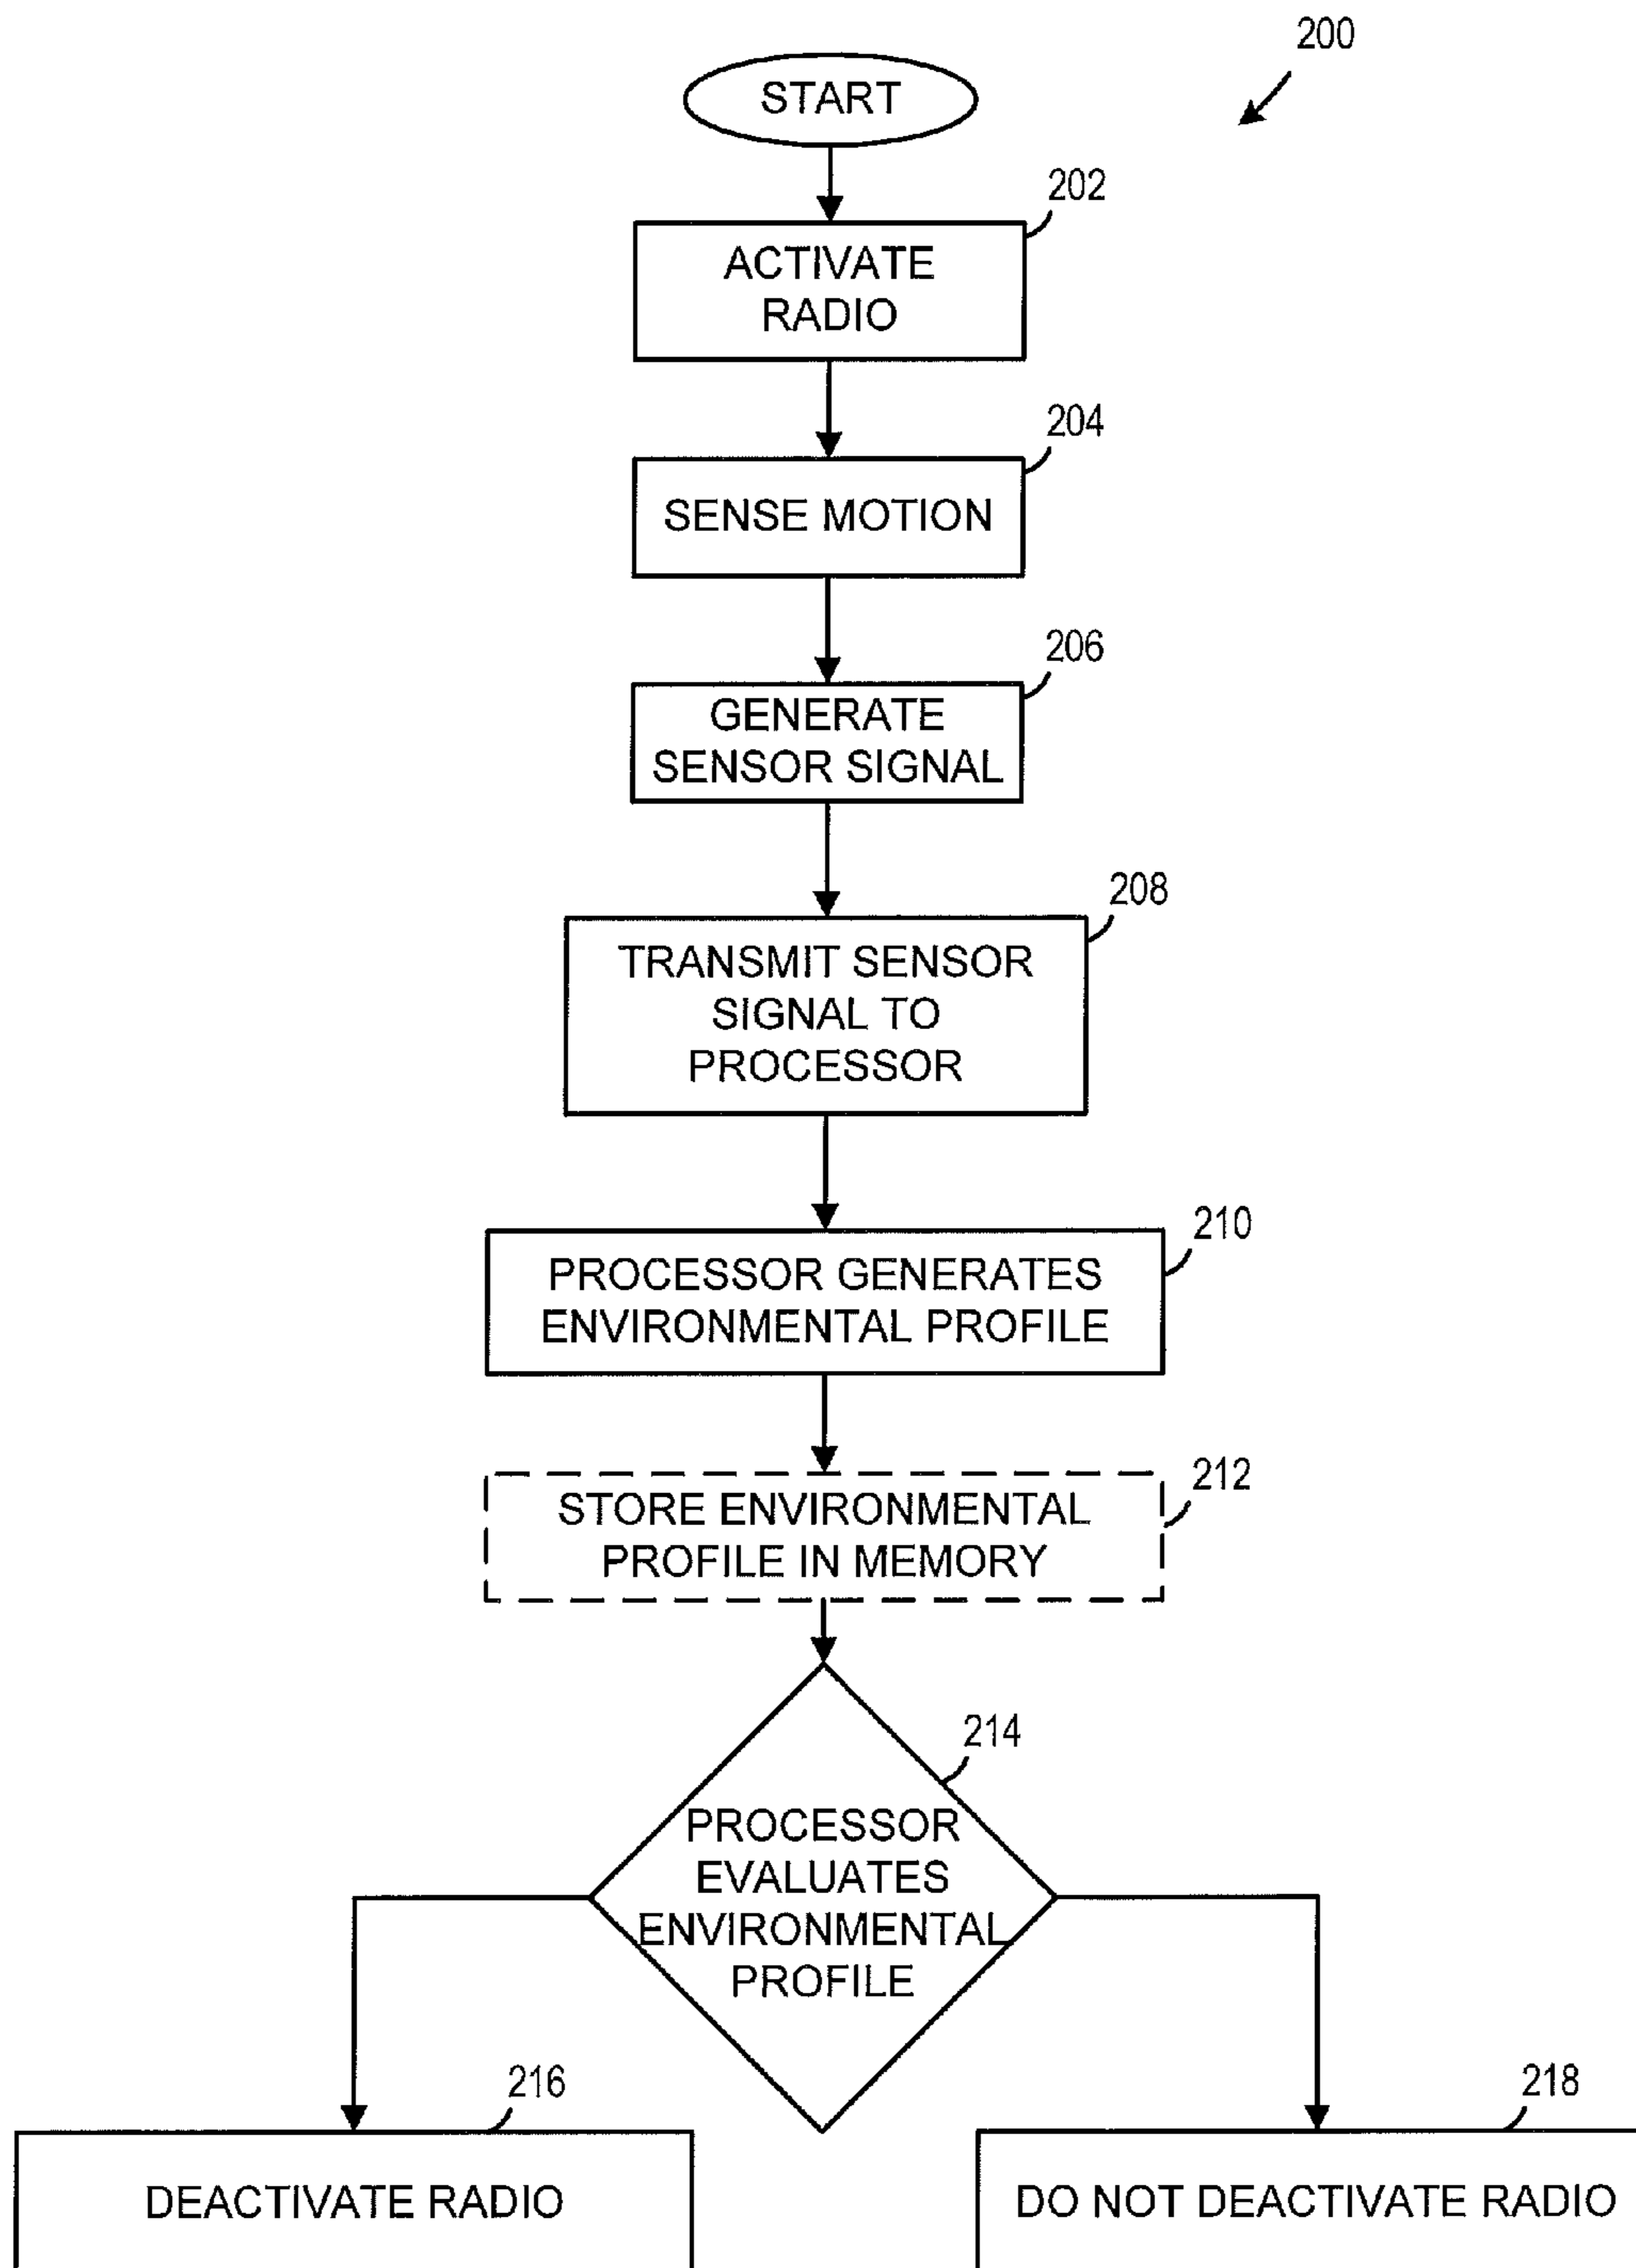 200
START
202
ACTIVATE
RADIO
204
SENSE MOTION
206
GENERATE
SENSOR SIGNAL
208
TRANSMIT SENSOR
SIGNAL TO
PROCESSOR
210
PROCESSOR GENERATES
ENVIRONMENTAL PROFILE
212
STORE ENVIRONMENTAL
PROFILE IN MEMORY
214
PROCESSOR
EVALUATES
ENVIRONMENTAL
PROFILE
216
DEACTIVATE RADIO
218
DO NOT DEACTIVATE RADIO